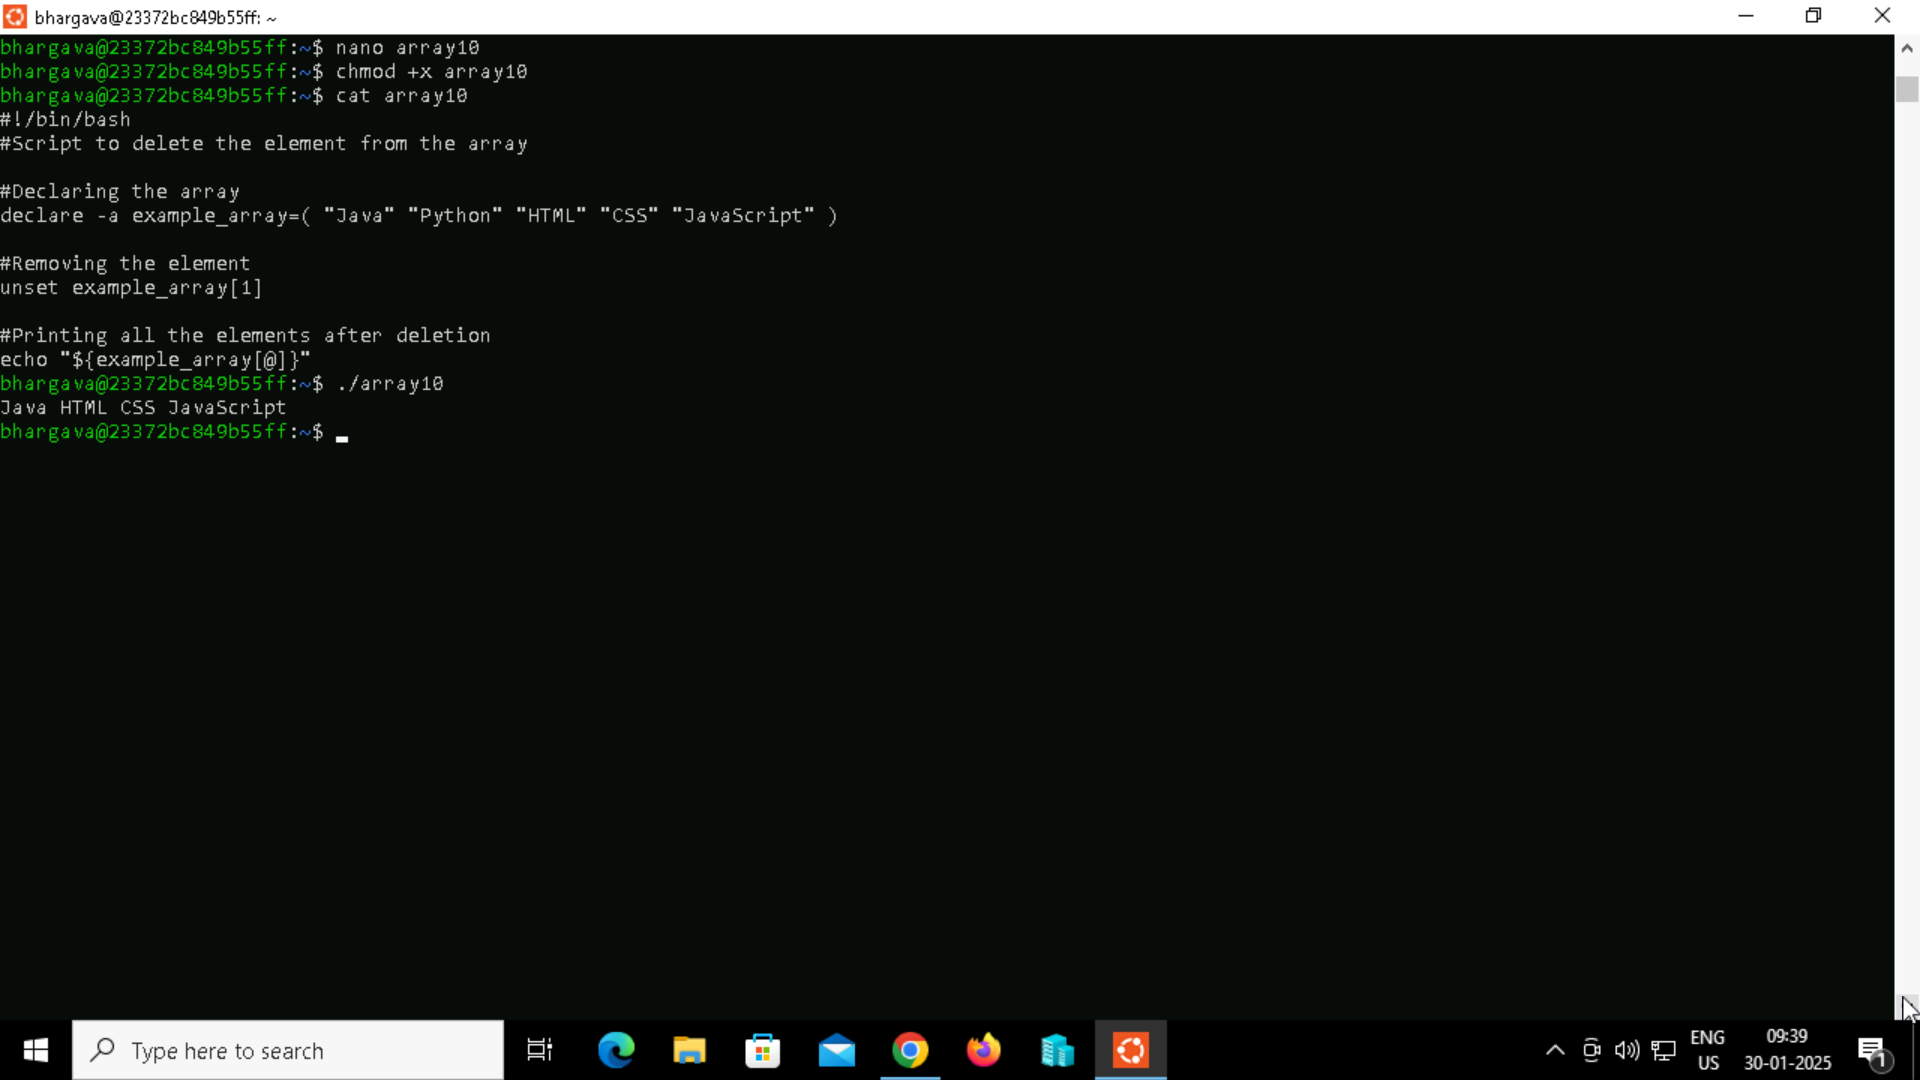 bhargava@23372bc849b55ff: ~
bhargava@23372bc849b55ff:~$ nano array10
bhargava@23372bc849b55ff:~$ chmod +x array10
bhargava@23372bc849b55ff:~$ cat array10
#!/bin/bash
#Script to delete the element from the array
#Declaring the array
declare -a example_array=( "Java" "Python" "HTML" "CSS" "JavaScript" )
#Removing the element
unset example_array[1]
#Printing all the elements after deletion
echo "${example_array[@]}"
bhargava@23372bc849b55ff:~$ ./array10
Java HTML CSS JavaScript
bhargava@23372bc849b55ff:~$
Type here to search
ENG
US
09:39
30-01-2025
1